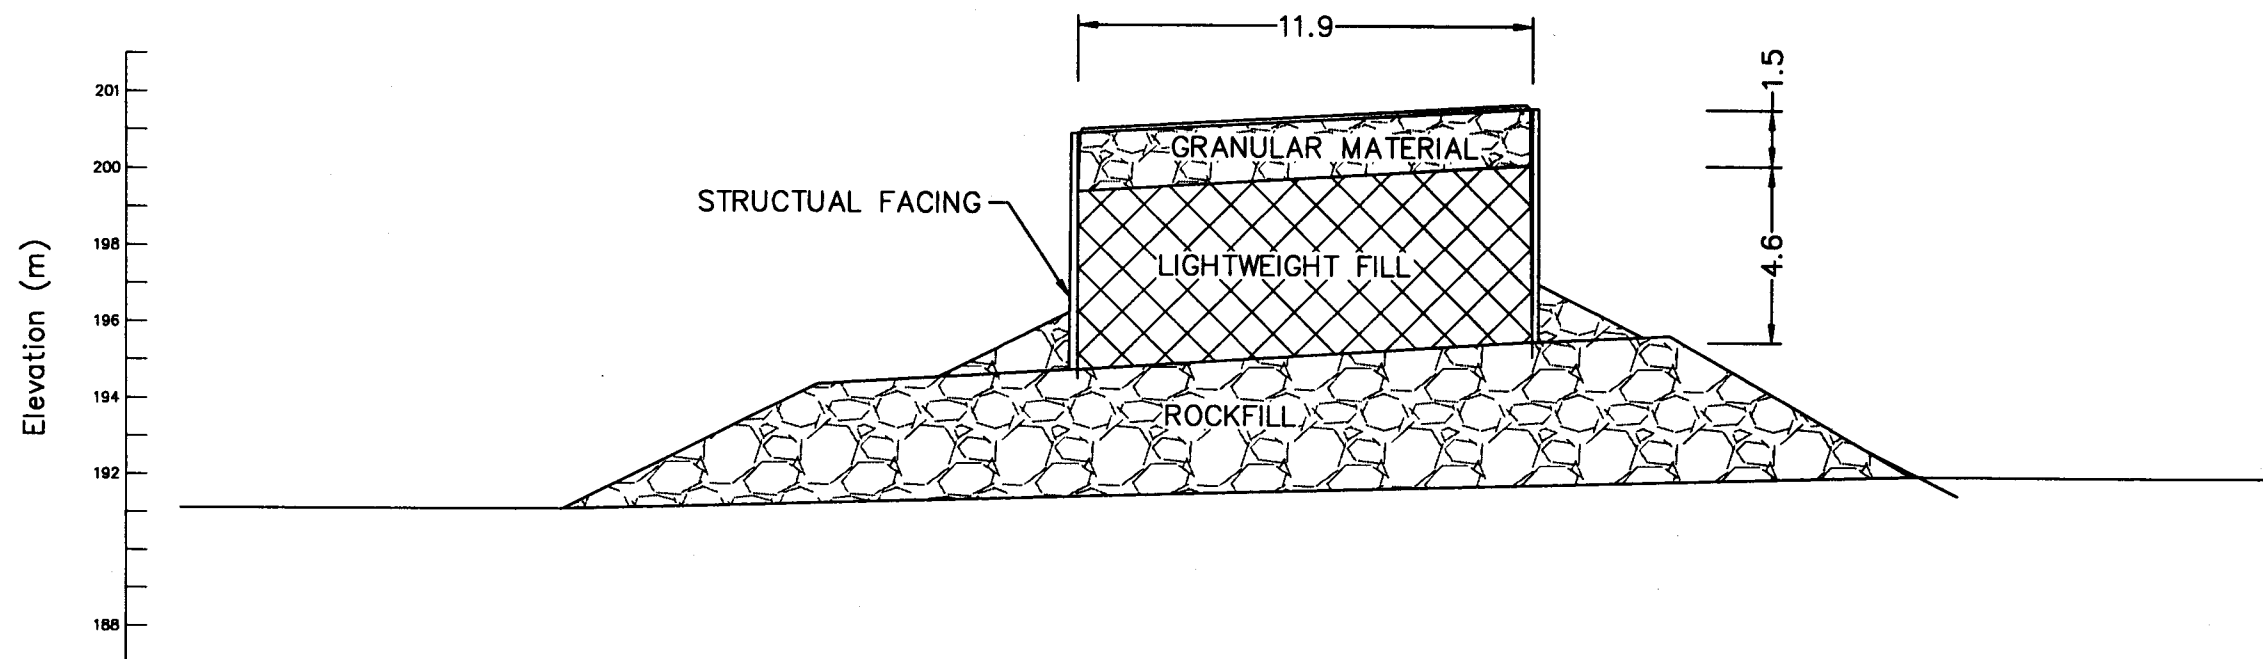 11.9
1.5
201
200
198
196
194
192
188
Elevation (m)
GRANULAR MATERIAL
STRUCTUAL FACING
LIGHTWEIGHT FILL
4.6
ROCKFILL